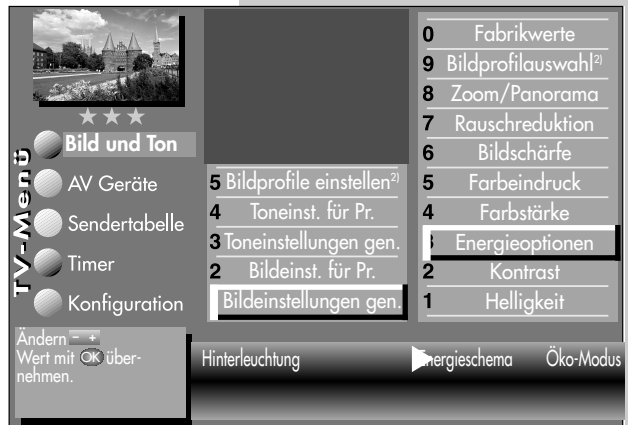 TV-Menü
Bild und Ton
AV Geräte
Sendertabelle
Timer
Konfiguration
5 Bildprofile einstellen2)
4 Toneinst. für Pr.
3 Toneinstellungen gen.
2 Bildeinst. für Pr.
Bildeinstellungen gen.
0 Fabrikwerte
9 Bildprofilauswahl2)
8 Zoom/Panorama
7 Rauschreduktion
6 Bildschärfe
5 Farbeindruck
4 Farbstärke
3 Energieoptionen
2 Kontrast
1 Helligkeit
Ändern - +
Wert mit OK über-
nehmen.
Hinterleuchtung Energieschema Öko-Modus